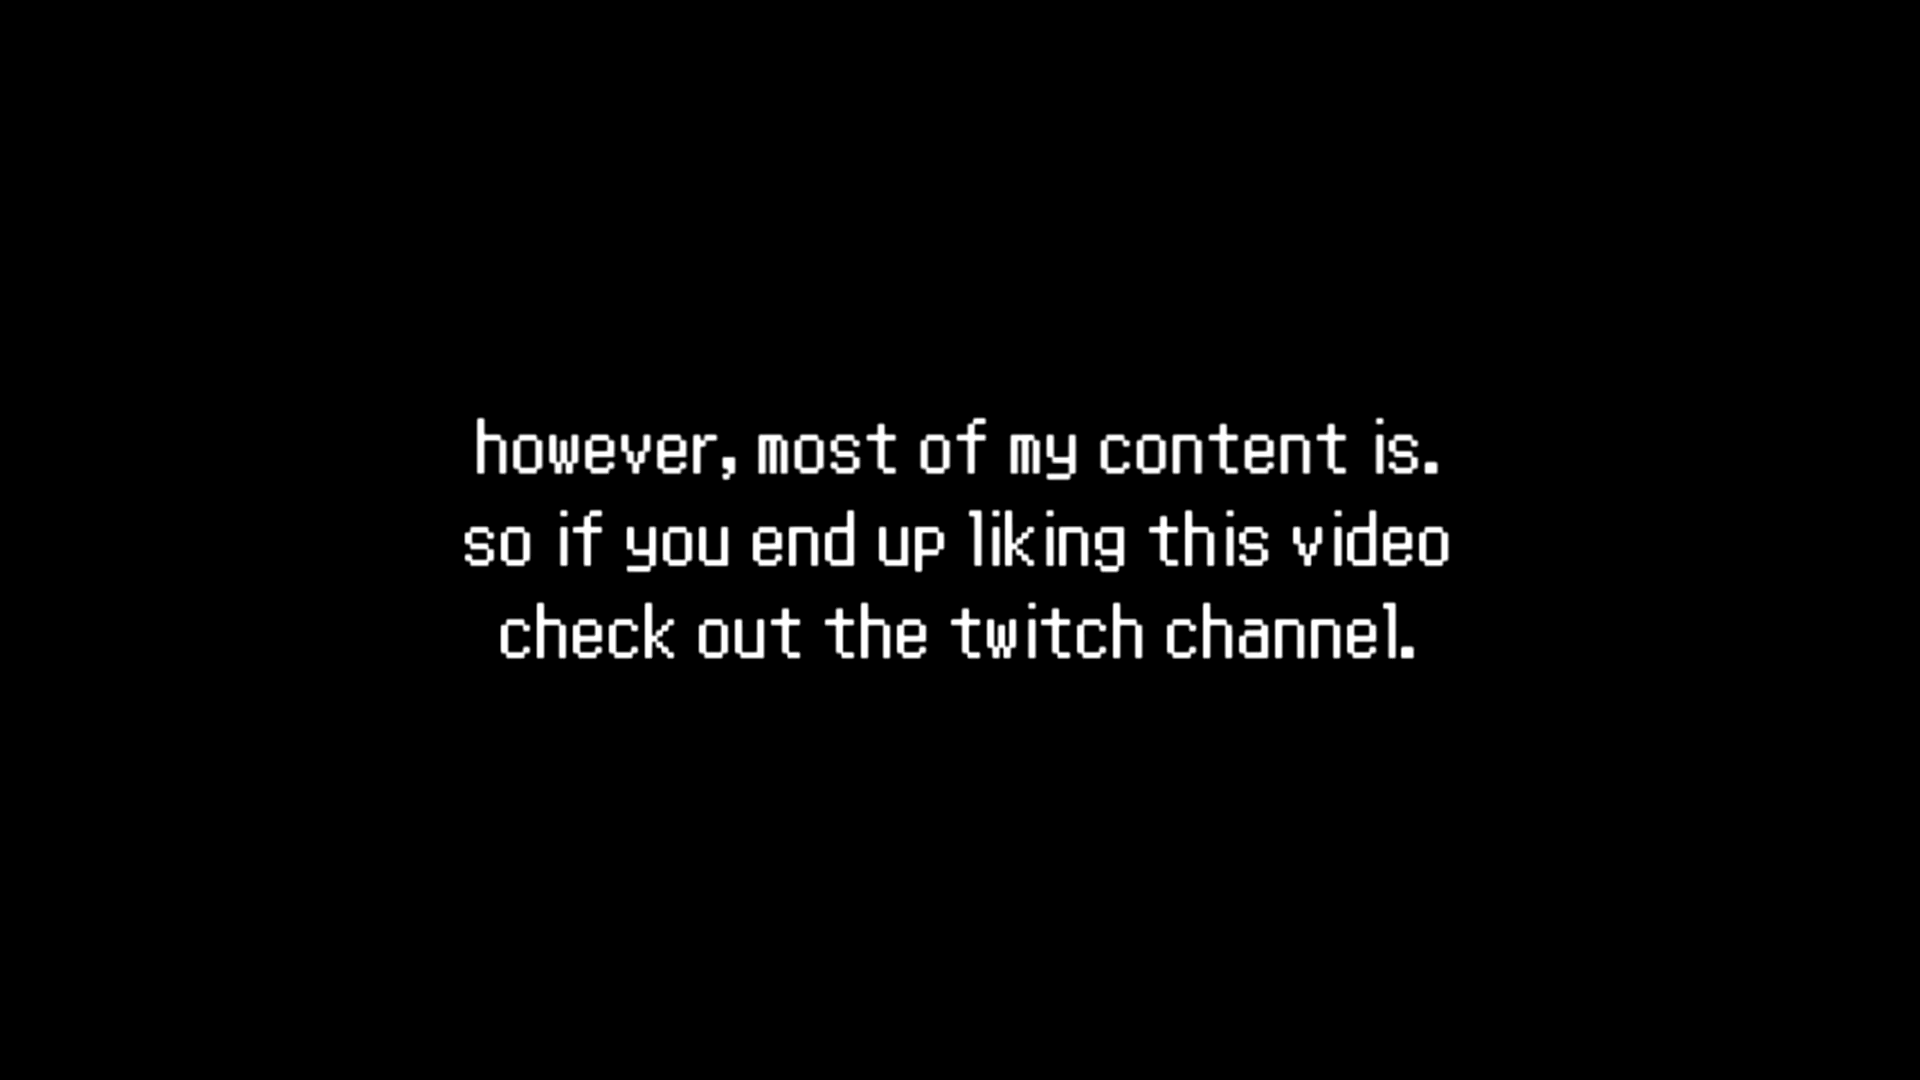 however, most of my content is.
so if you end up liking this video
check out the twitch channel.